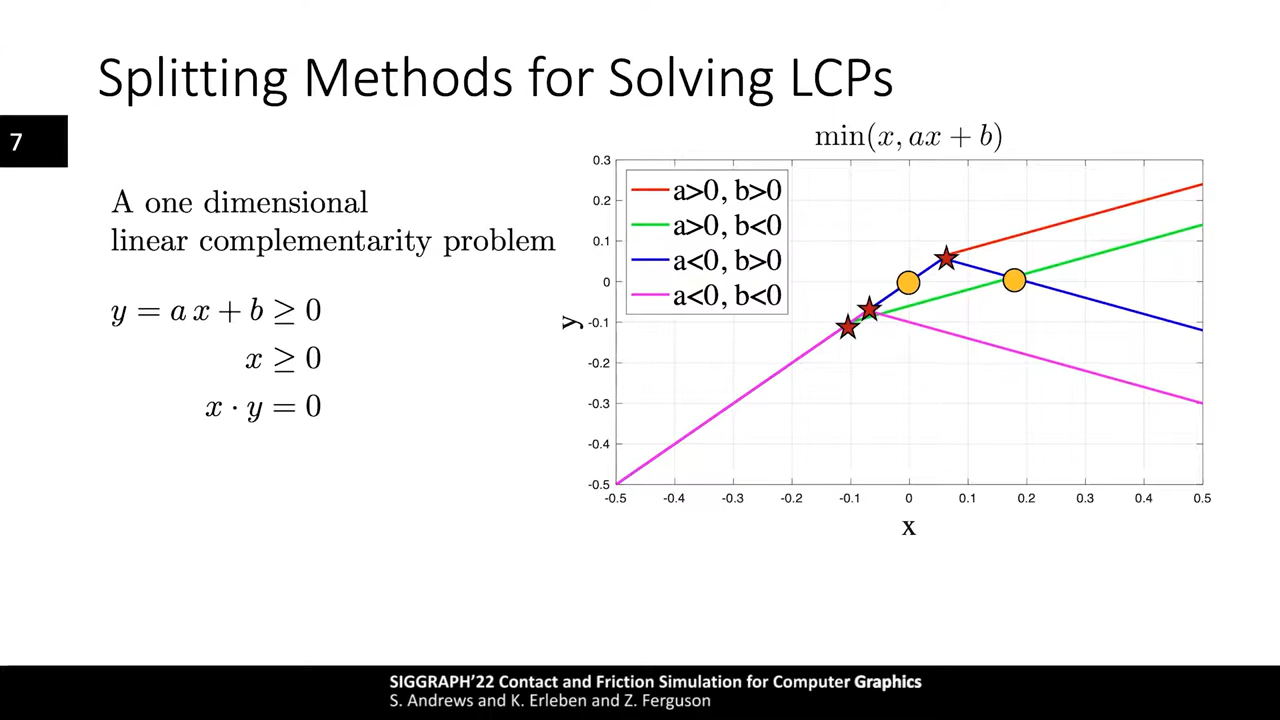 Splitting Methods for Solving LCPs
7
A one dimensional
linear complementarity problem
y = a x + b ≥ 0
x ≥ 0
x · y = 0
min(x, ax + b)
a>0, b>0
a>0, b<0
a<0, b>0
a<0, b<0
0.3
0.2
0.1
0
-0.1
-0.2
-0.3
-0.4
-0.5
y
-0.5 -0.4 -0.3 -0.2 -0.1 0 0.1 0.2 0.3 0.4 0.5
x
SIGGRAPH'22 Contact and Friction Simulation for Computer Graphics
S. Andrews and K. Erleben and Z. Ferguson